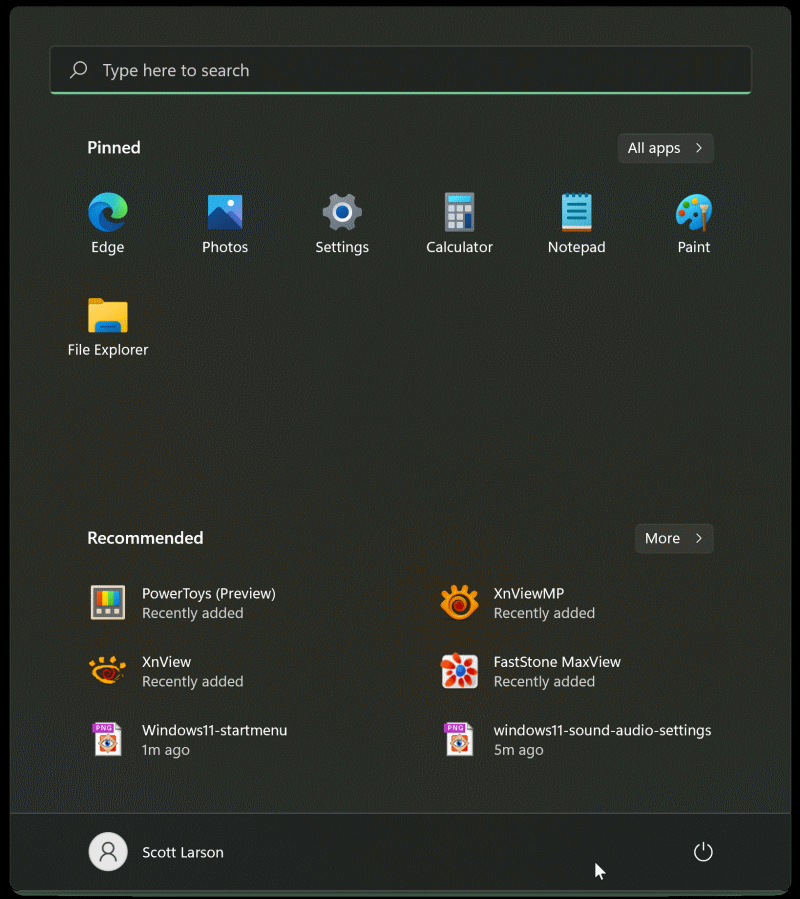 Type here to search
Pinned
All apps
Edge
Photos
Settings
Calculator
Notepad
Paint
File Explorer
Recommended
More
PowerToys (Preview)
Recently added
XnViewMP
Recently added
XnView
Recently added
FastStone MaxView
Recently added
PNG
Windows11-startmenu
1m ago
PNG
windows11-sound-audio-settings
5m ago
Scott Larson